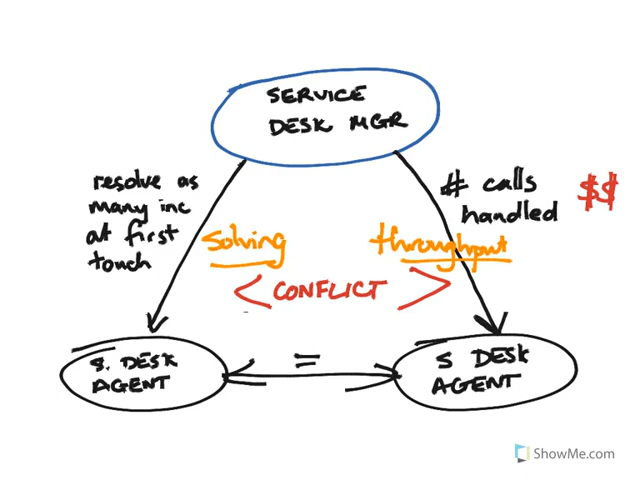 SERVICE
DESK MGR
resolve as
many inc
at first
touch
# calls
handled
$$
solving
throughput
< CONFLICT >
S. DESK
AGENT
=
S DESK
AGENT
ShowMe.com